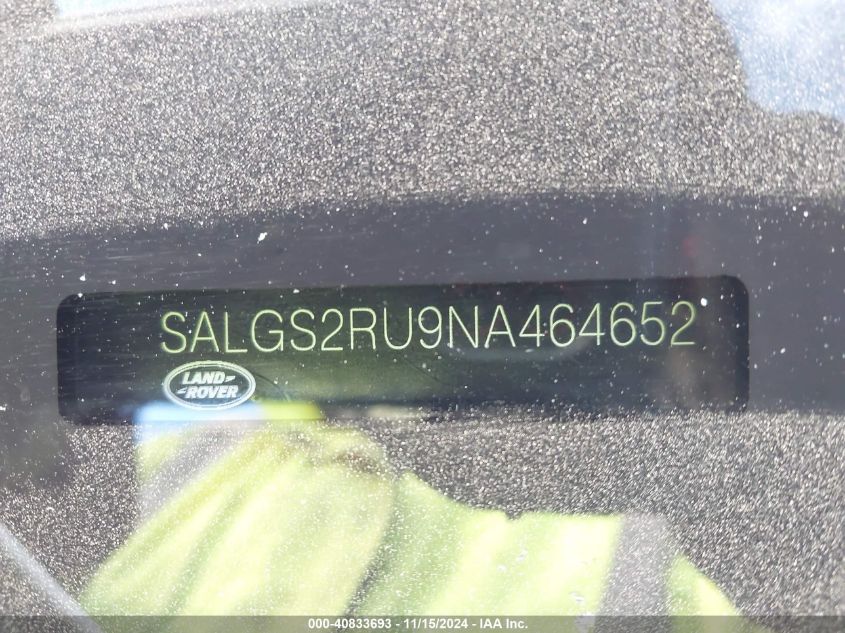 SALGS2RU9NA464652
LAND
ROVER
000-40833693 - 11/15/2024 - IAA Inc.